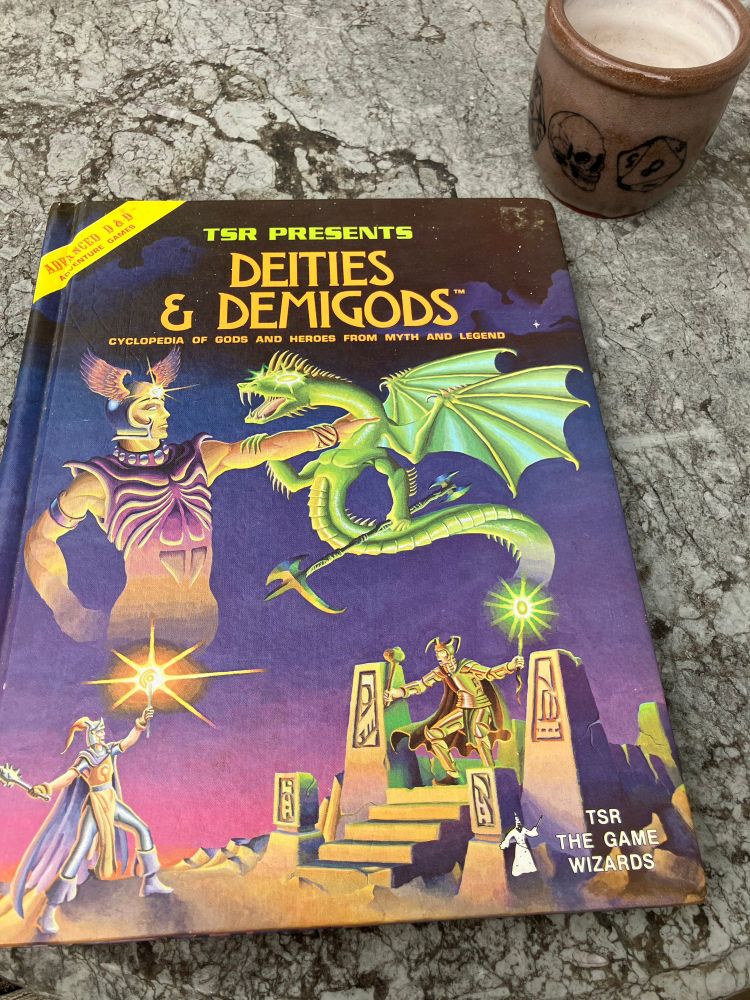 ADVANCED D & D™
ADVENTURE GAMES
TSR PRESENTS
DEITIES
& DEMIGODS™
CYCLOPEDIA OF GODS AND HEROES FROM MYTH AND LEGEND
TSR
THE GAME
WIZARDS